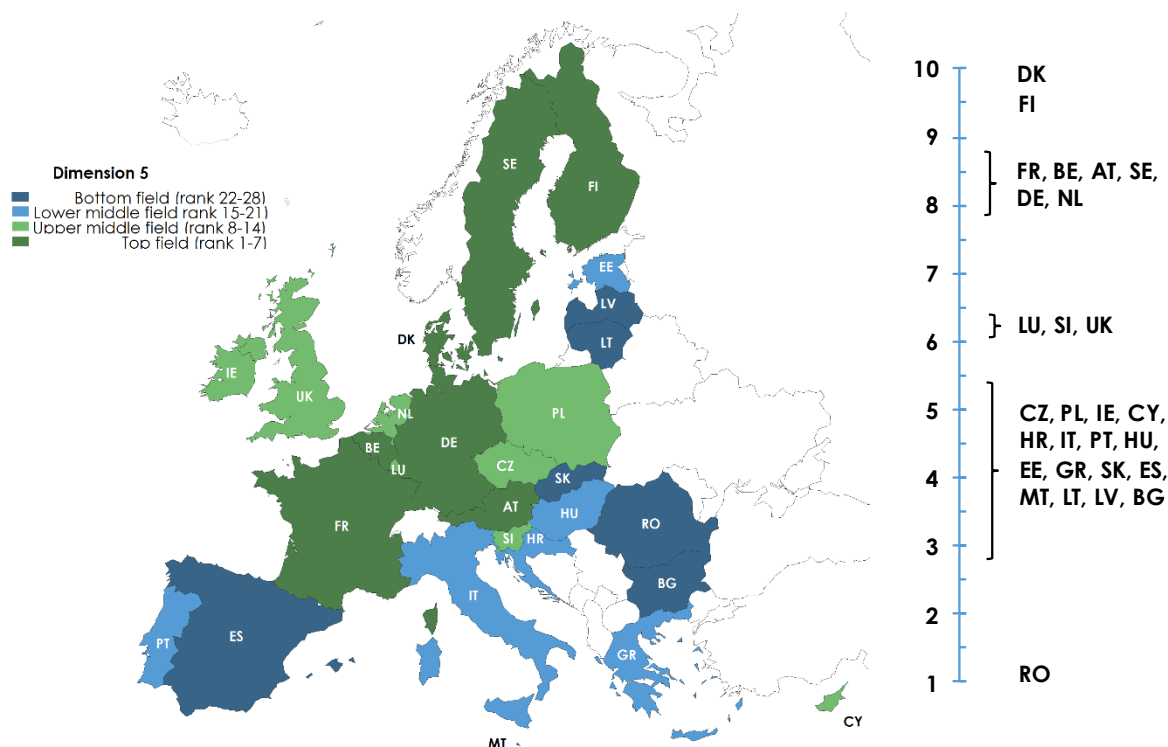 Dimension 5
Bottom field (rank 22-28)
Lower middle field rank 15-21)
Upper middle field (rank 8-14)
Top field (rank 1-7)
SE
FI
EE
LV
LT
DK
IE
UK
NL
PL
BE
DE
LU
CZ
SK
FR
AT
HU
RO
SI
HR
BG
IT
PT
ES
GR
MT
CY
10
9
8
7
6
5
4
3
2
1
DK
FI
FR, BE, AT, SE,
DE, NL
LU, SI, UK
CZ, PL, IE, CY,
HR, IT, PT, HU,
EE, GR, SK, ES,
MT, LT, LV, BG
RO